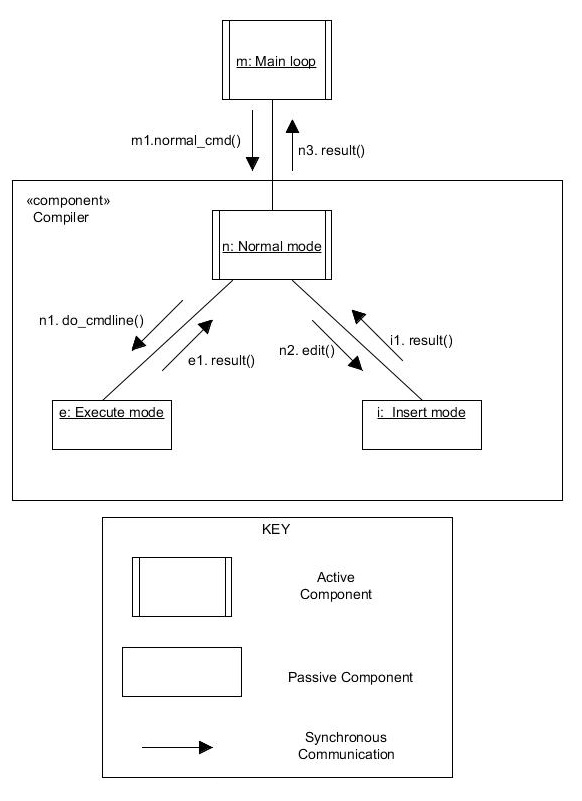 m: Main loop
m1.normal_cmd()
n3. result()
«component»
Compiler
n: Normal mode
n1. do_cmdline()
e1. result()
n2. edit()
i1. result()
e: Execute mode
i:  Insert mode
KEY
Active
Component
Passive Component
Synchronous
Communication